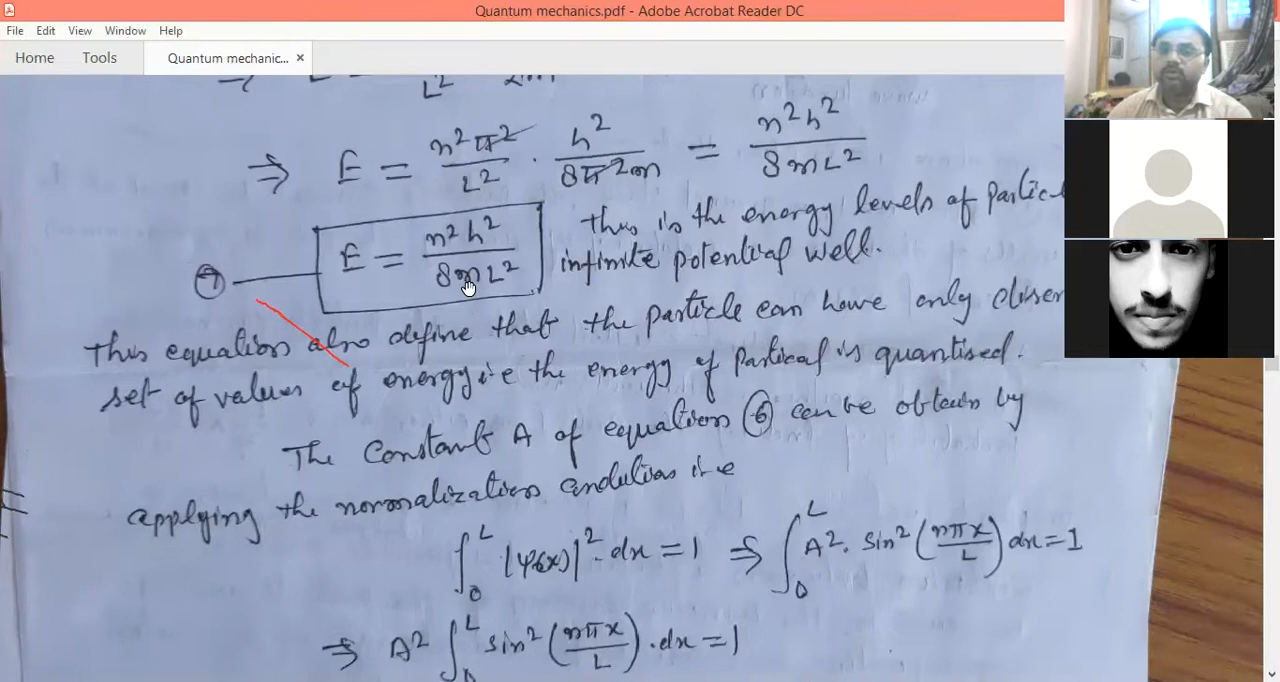 Quantum mechanics.pdf - Adobe Acrobat Reader DC
File Edit View Window Help
Home Tools Quantum mechanic... ×
L²
⇒ E = n²π²/L² · h²/8π²m = n²h²/8mL²
⑦ E = n²h²/8mL² This is the energy levels of
infinite potential well.
This equation also define that the particle can have only
set of values of energy i.e the energy of Partical is quantised.
The Constant A of equation ⑥ can be obtain by
applying the normalization condition i.e
∫₀ᴸ |ψ(x)|² · dx = 1 ⇒ ∫₀ᴸ A². sin² (nπx/L) dx = 1
⇒ A² ∫₀ᴸ sin² (nπx/L) · dx = 1